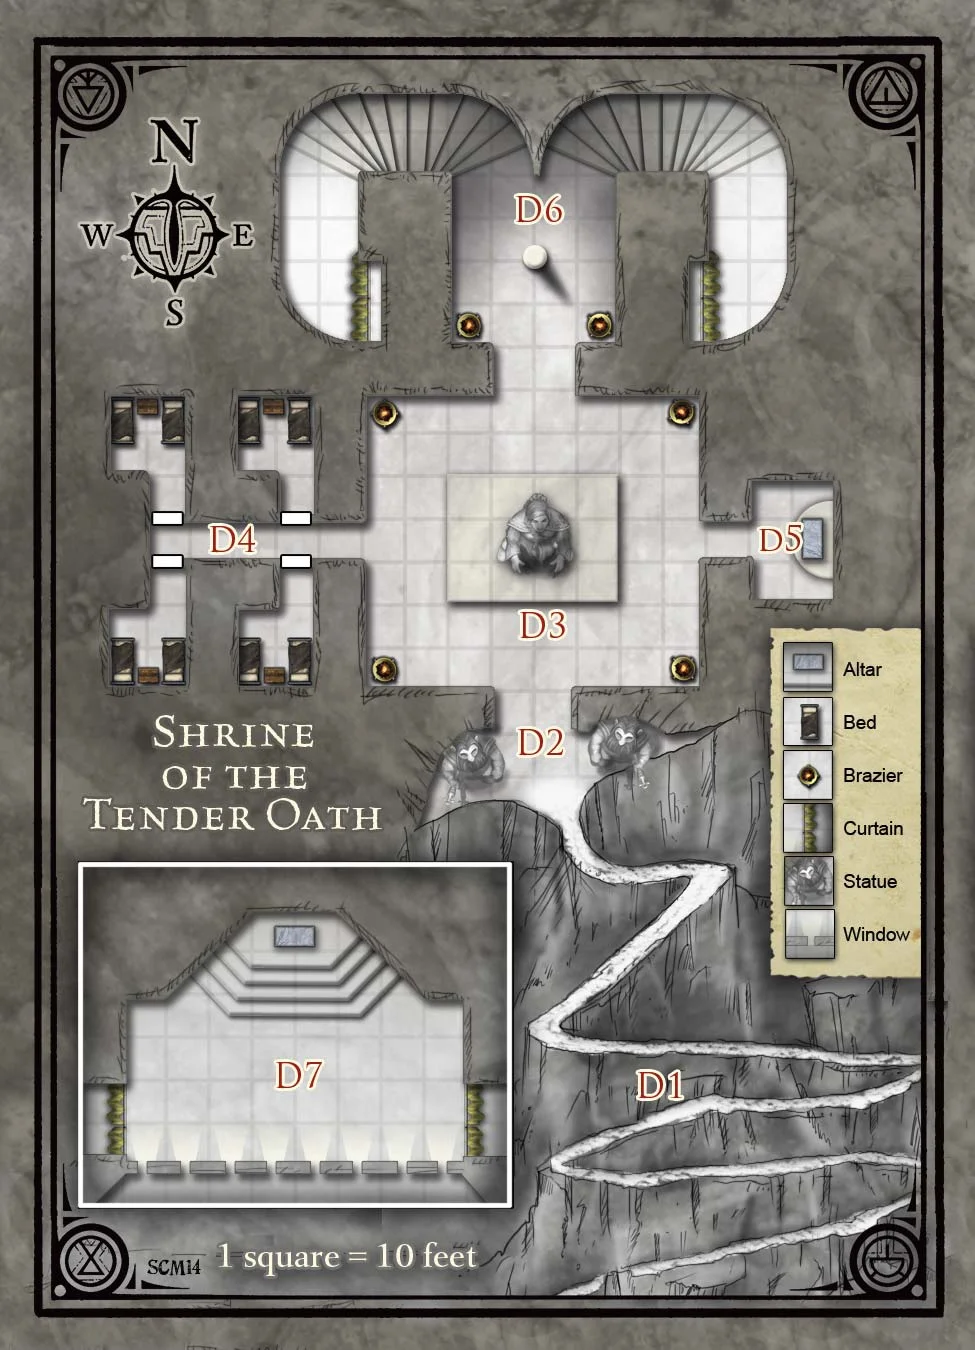 N
W E
S
D6
D4
D5
D3
D2
SHRINE
OF THE
TENDER OATH
Altar
Bed
Brazier
Curtain
Statue
Window
D7
D1
SCM14
1 square = 10 feet